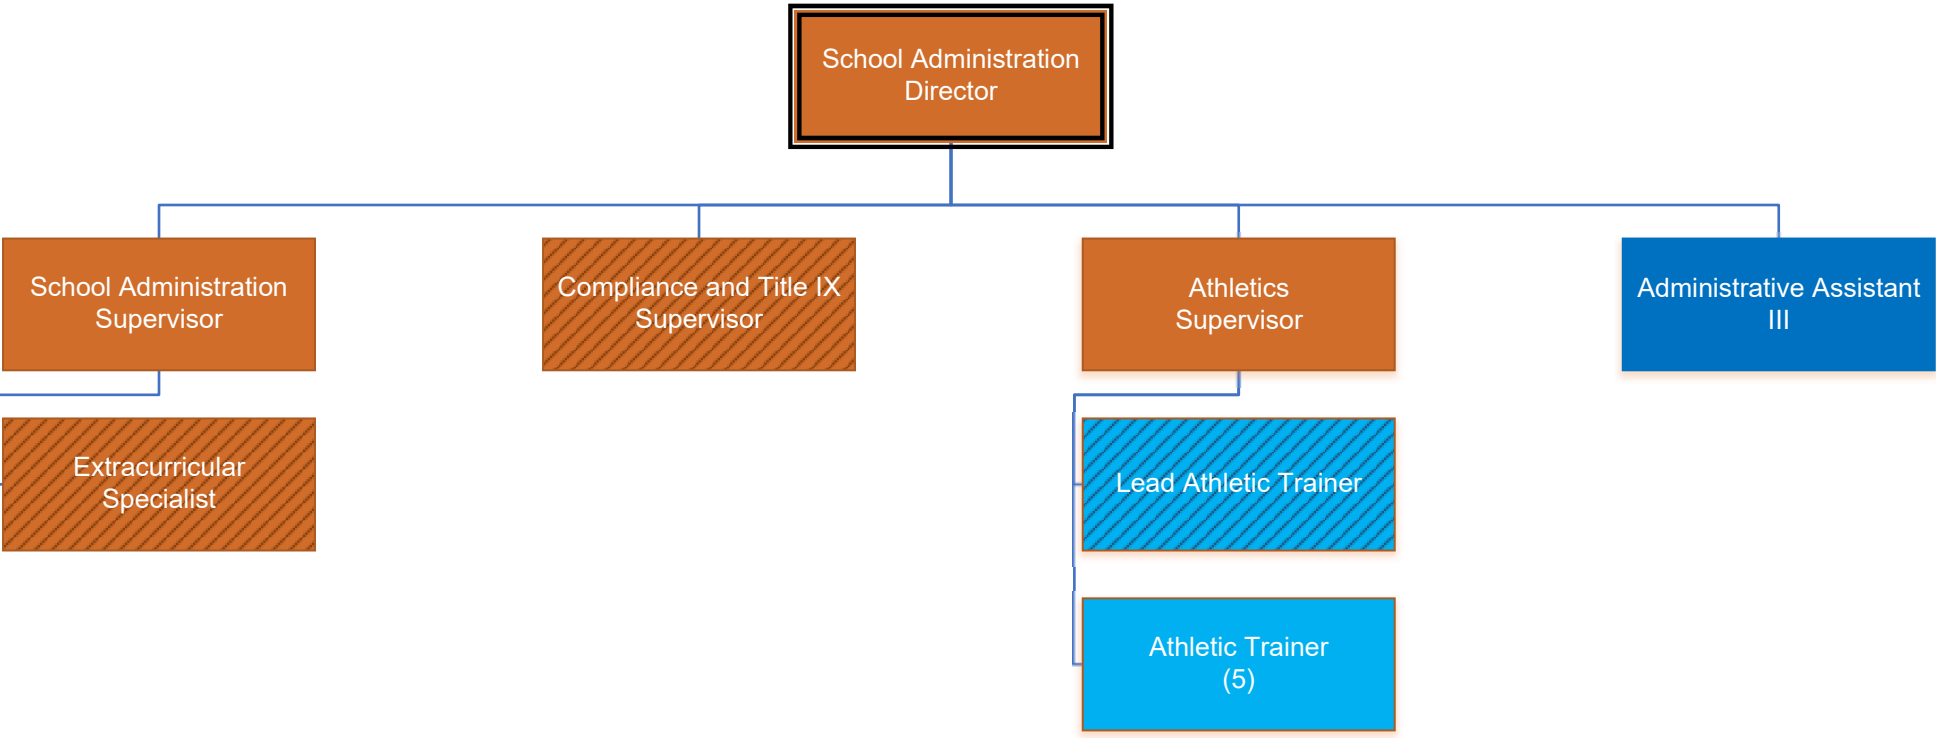 School Administration
Director
School Administration
Supervisor
Compliance and Title IX
Supervisor
Athletics
Supervisor
Administrative Assistant
III
Extracurricular
Specialist
Lead Athletic Trainer
Athletic Trainer
(5)